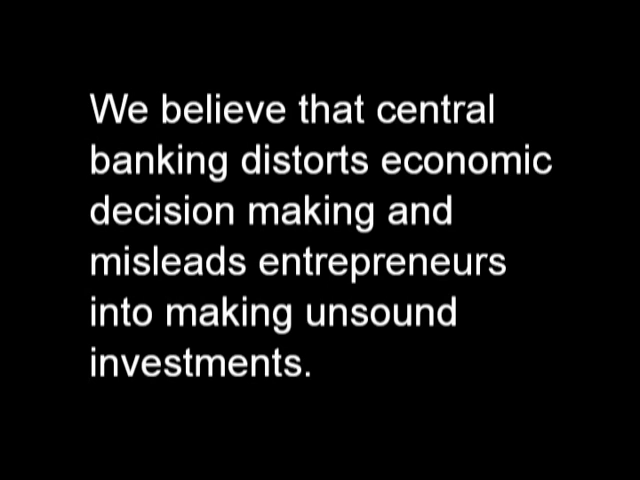 We believe that central
banking distorts economic
decision making and
misleads entrepreneurs
into making unsound
investments.